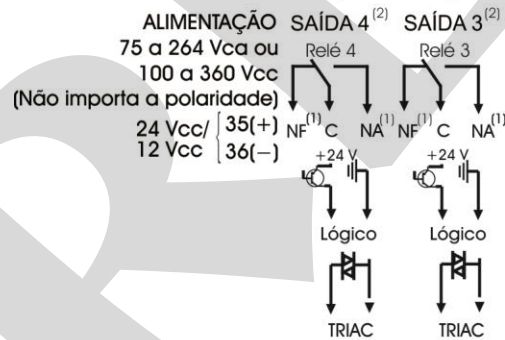 ALIMENTAÇÃO SAÍDA 4(2) SAÍDA 3(2)
75 a 264 Vca ou Relé 4 Relé 3
100 a 360 Vcc
(Não importa a polaridade)
24 Vcc/ 35(+) NF(1) C NA(1) NF(1) C NA(1)
12 Vcc 36(−)
+24 V +24 V
Lógico Lógico
TRIAC TRIAC